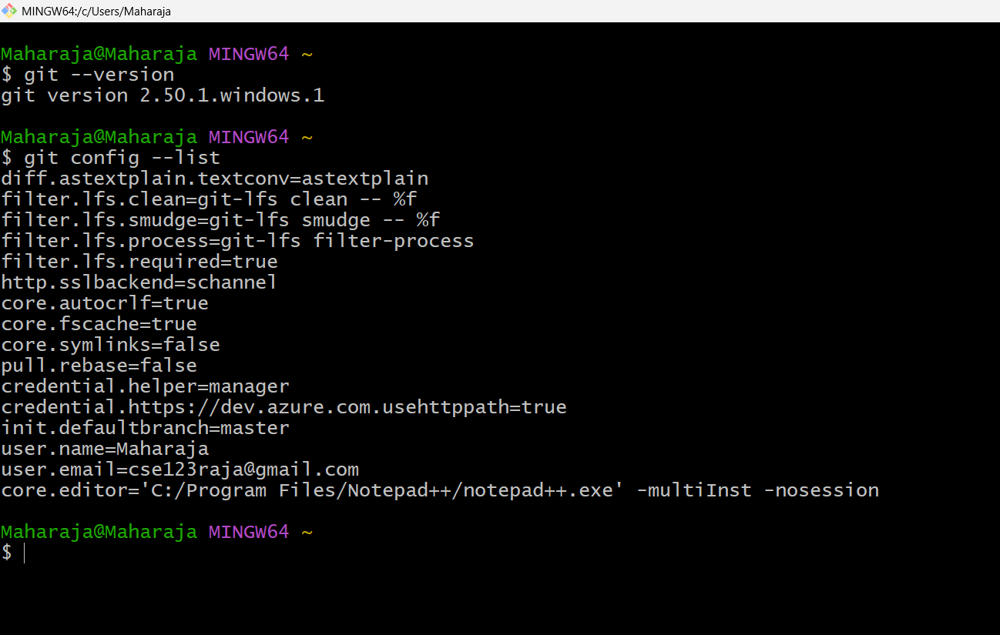 MINGW64:/c/Users/Maharaja
Maharaja@Maharaja MINGW64 ~
$ git --version
git version 2.50.1.windows.1
Maharaja@Maharaja MINGW64 ~
$ git config --list
diff.astextplain.textconv=astextplain
filter.lfs.clean=git-lfs clean -- %f
filter.lfs.smudge=git-lfs smudge -- %f
filter.lfs.process=git-lfs filter-process
filter.lfs.required=true
http.sslbackend=schannel
core.autocrlf=true
core.fscache=true
core.symlinks=false
pull.rebase=false
credential.helper=manager
credential.https://dev.azure.com.usehttppath=true
init.defaultbranch=master
user.name=Maharaja
user.email=cse123raja@gmail.com
core.editor='C:/Program Files/Notepad++/notepad++.exe' -multiInst -nosession
Maharaja@Maharaja MINGW64 ~
$